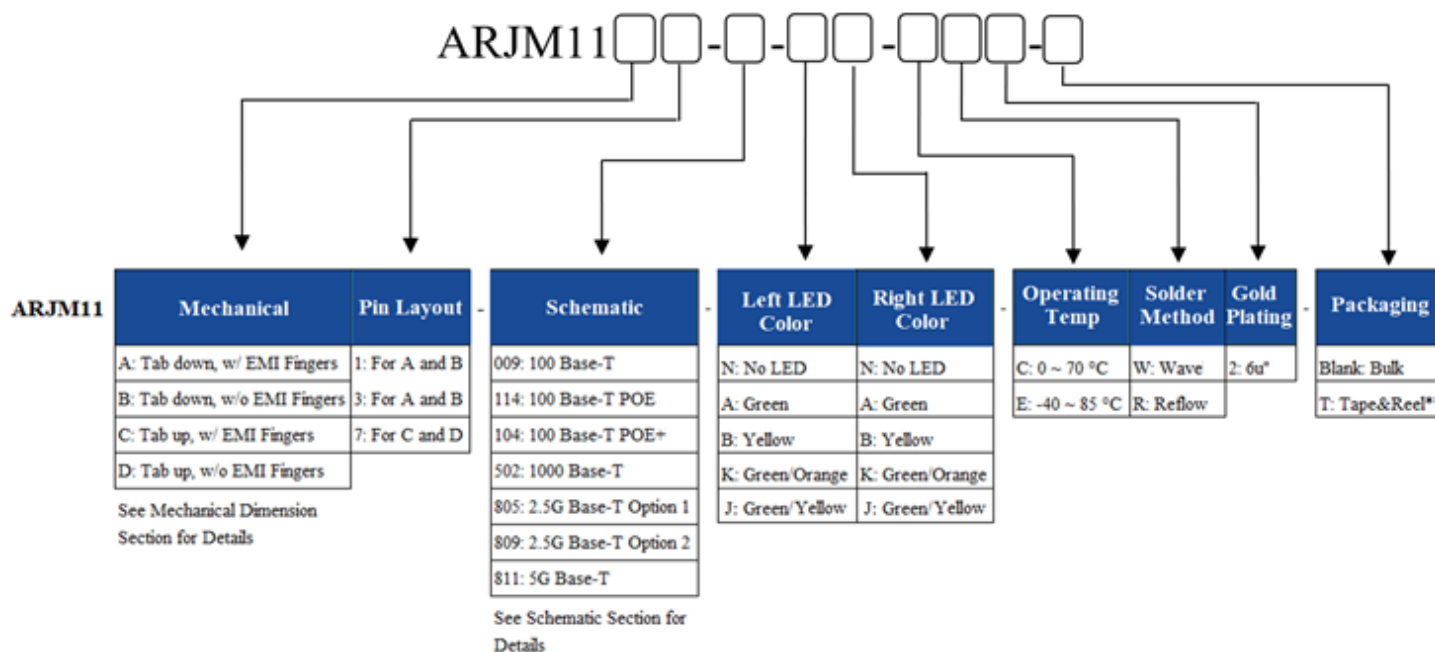 ARJM11 - - - -
ARJM11 Mechanical Pin Layout - Schematic - Left LED Color Right LED Color - Operating Temp Solder Method Gold Plating - Packaging
A: Tab down, w/ EMI Fingers 1: For A and B 009: 100 Base-T N: No LED N: No LED C: 0 ~ 70 °C W: Wave 2: 6u" Blank: Bulk
B: Tab down, w/o EMI Fingers 3: For A and B 114: 100 Base-T POE A: Green A: Green E: -40 ~ 85 °C R: Reflow T: Tape&Reel*
C: Tab up, w/ EMI Fingers 7: For C and D 104: 100 Base-T POE+ B: Yellow B: Yellow
D: Tab up, w/o EMI Fingers 502: 1000 Base-T K: Green/Orange K: Green/Orange
See Mechanical Dimension 805: 2.5G Base-T Option 1 J: Green/Yellow J: Green/Yellow
Section for Details 809: 2.5G Base-T Option 2
811: 5G Base-T
See Schematic Section for
Details